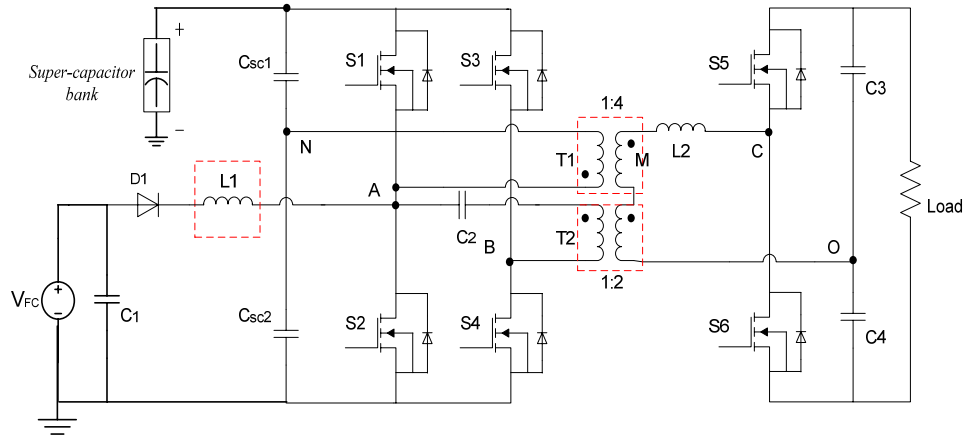 +
Super-capacitor
bank
−
Csc1
S1
S3
S5
C3
1:4
N
T1
M
L2
C
D1
L1
A
C2
T2
B
O
Load
1:2
VFC
+
−
C1
Csc2
S2
S4
S6
C4